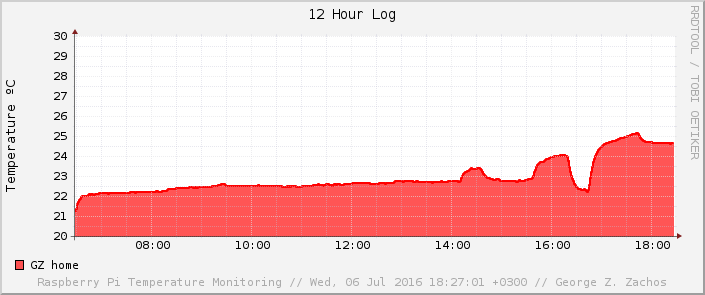 12 Hour Log
RRDTOOL / TOBI OETIKER
Temperature ºC
30
29
28
27
26
25
24
23
22
21
20
08:00 10:00 12:00 14:00 16:00 18:00
GZ home
Raspberry Pi Temperature Monitoring // Wed, 06 Jul 2016 18:27:01 +0300 // George Z. Zachos